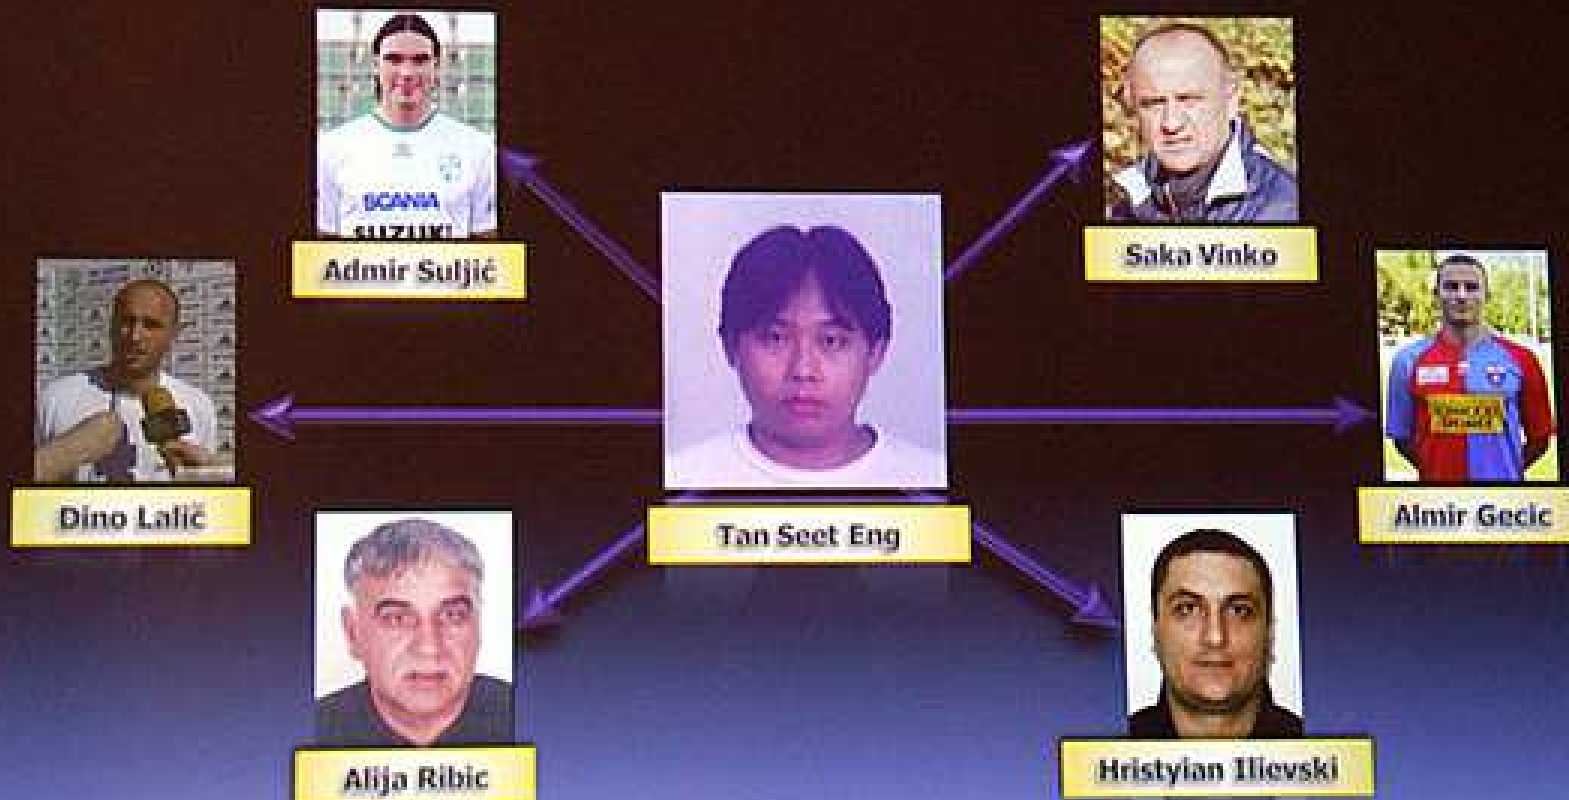 SCANIA
SUZUKI
Admir Suljić
Saka Vinko
Dino Lalić
Tan Seet Eng
Almir Gecic
Alija Ribic
Hristyian Ilievski